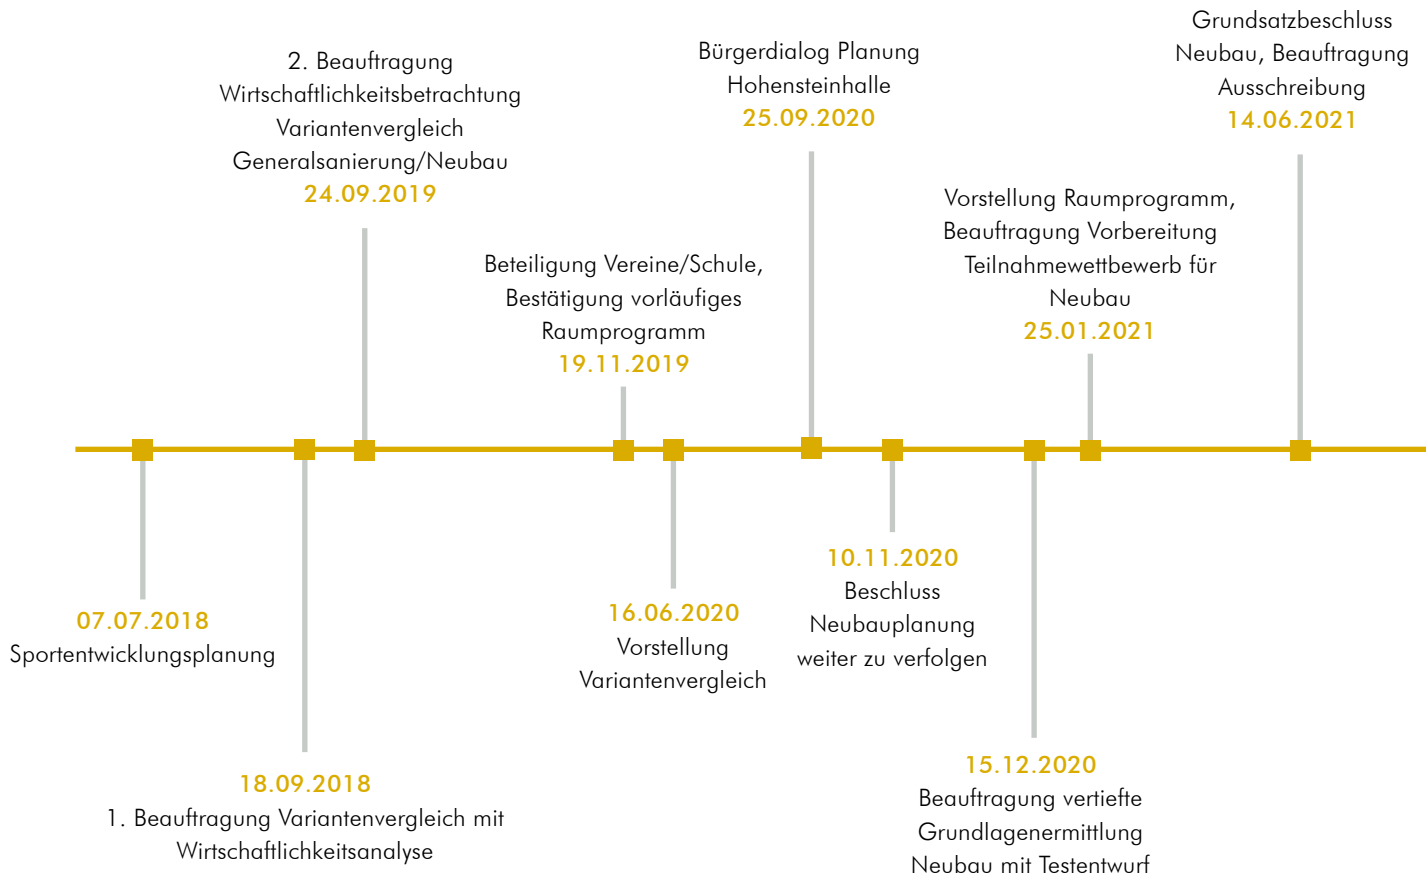 2. Beauftragung
Wirtschaftlichkeitsbetrachtung
Variantenvergleich
Generalsanierung/Neubau
24.09.2019
Beteiligung Vereine/Schule,
Bestätigung vorläufiges
Raumprogramm
19.11.2019
Bürgerdialog Planung
Hohensteinhalle
25.09.2020
Vorstellung Raumprogramm,
Beauftragung Vorbereitung
Teilnahmewettbewerb für
Neubau
25.01.2021
Grundsatzbeschluss
Neubau, Beauftragung
Ausschreibung
14.06.2021
07.07.2018
Sportentwicklungsplanung
18.09.2018
1. Beauftragung Variantenvergleich mit
Wirtschaftlichkeitsanalyse
16.06.2020
Vorstellung
Variantenvergleich
10.11.2020
Beschluss
Neubauplanung
weiter zu verfolgen
15.12.2020
Beauftragung vertiefte
Grundlagenermittlung
Neubau mit Testentwurf